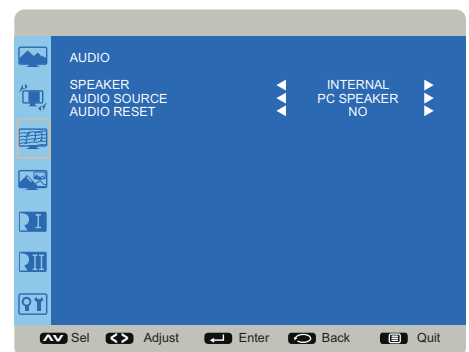 AUDIO
SPEAKER INTERNAL
AUDIO SOURCE PC SPEAKER
AUDIO RESET NO
Sel Adjust Enter Back Quit